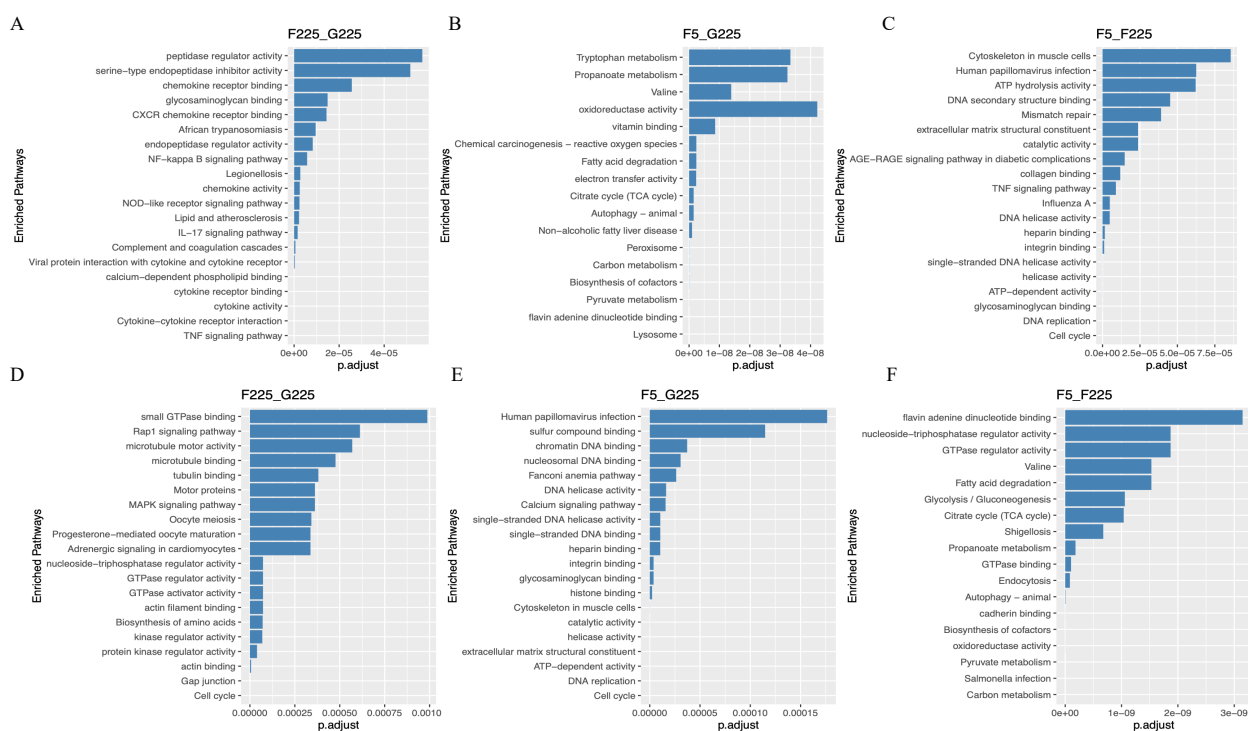 A
F225_G225
Enriched Pathways
peptidase regulator activity
serine−type endopeptidase inhibitor activity
chemokine receptor binding
glycosaminoglycan binding
CXCR chemokine receptor binding
African trypanosomiasis
endopeptidase regulator activity
NF−kappa B signaling pathway
Legionellosis
chemokine activity
NOD−like receptor signaling pathway
Lipid and atherosclerosis
IL−17 signaling pathway
Complement and coagulation cascades
Viral protein interaction with cytokine and cytokine receptor
calcium−dependent phospholipid binding
cytokine receptor binding
cytokine activity
Cytokine−cytokine receptor interaction
TNF signaling pathway
0e+00 2e−05 4e−05
p.adjust
B
F5_G225
Enriched Pathways
Tryptophan metabolism
Propanoate metabolism
Valine
oxidoreductase activity
vitamin binding
Chemical carcinogenesis − reactive oxygen species
Fatty acid degradation
electron transfer activity
Citrate cycle (TCA cycle)
Autophagy − animal
Non−alcoholic fatty liver disease
Peroxisome
Carbon metabolism
Biosynthesis of cofactors
Pyruvate metabolism
flavin adenine dinucleotide binding
Lysosome
0e+00 1e−08 2e−08 3e−08 4e−08
p.adjust
C
F5_F225
Enriched Pathways
Cytoskeleton in muscle cells
Human papillomavirus infection
ATP hydrolysis activity
DNA secondary structure binding
Mismatch repair
extracellular matrix structural constituent
catalytic activity
AGE−RAGE signaling pathway in diabetic complications
collagen binding
TNF signaling pathway
Influenza A
DNA helicase activity
heparin binding
integrin binding
single−stranded DNA helicase activity
helicase activity
ATP−dependent activity
glycosaminoglycan binding
DNA replication
Cell cycle
0.0e+00 2.5e−05 5.0e−05 7.5e−05
p.adjust
D
F225_G225
Enriched Pathways
small GTPase binding
Rap1 signaling pathway
microtubule motor activity
microtubule binding
tubulin binding
Motor proteins
MAPK signaling pathway
Oocyte meiosis
Progesterone−mediated oocyte maturation
Adrenergic signaling in cardiomyocytes
nucleoside−triphosphatase regulator activity
GTPase regulator activity
GTPase activator activity
actin filament binding
Biosynthesis of amino acids
kinase regulator activity
protein kinase regulator activity
actin binding
Gap junction
Cell cycle
0.00000 0.00025 0.00050 0.00075 0.0010
p.adjust
E
F5_G225
Enriched Pathways
Human papillomavirus infection
sulfur compound binding
chromatin DNA binding
nucleosomal DNA binding
Fanconi anemia pathway
DNA helicase activity
Calcium signaling pathway
single−stranded DNA helicase activity
single−stranded DNA binding
heparin binding
integrin binding
glycosaminoglycan binding
histone binding
Cytoskeleton in muscle cells
catalytic activity
helicase activity
extracellular matrix structural constituent
ATP−dependent activity
DNA replication
Cell cycle
0.00000 0.00005 0.00010 0.00015
p.adjust
F
F5_F225
Enriched Pathways
flavin adenine dinucleotide binding
nucleoside−triphosphatase regulator activity
GTPase regulator activity
Valine
Fatty acid degradation
Glycolysis / Gluconeogenesis
Citrate cycle (TCA cycle)
Shigellosis
Propanoate metabolism
GTPase binding
Endocytosis
Autophagy − animal
cadherin binding
Biosynthesis of cofactors
oxidoreductase activity
Pyruvate metabolism
Salmonella infection
Carbon metabolism
0e+00 1e−09 2e−09 3e−09
p.adjust